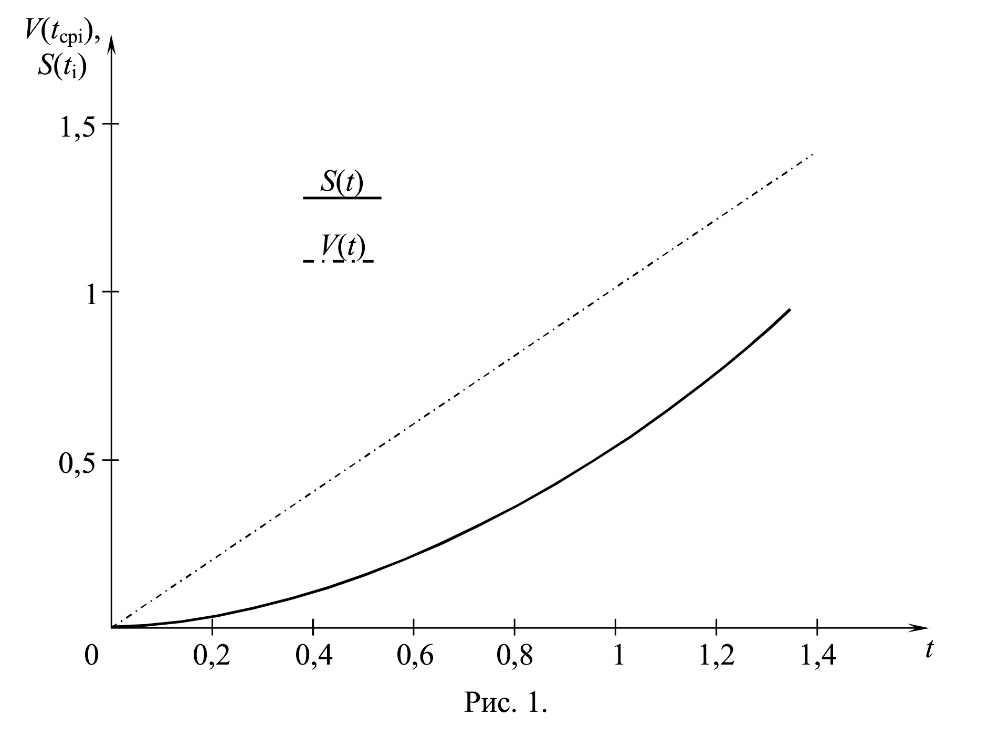 V(tсрi),
S(ti)
1,5
S(t)
V(t)
1
0,5
0 0,2 0,4 0,6 0,8 1 1,2 1,4 t
Рис. 1.